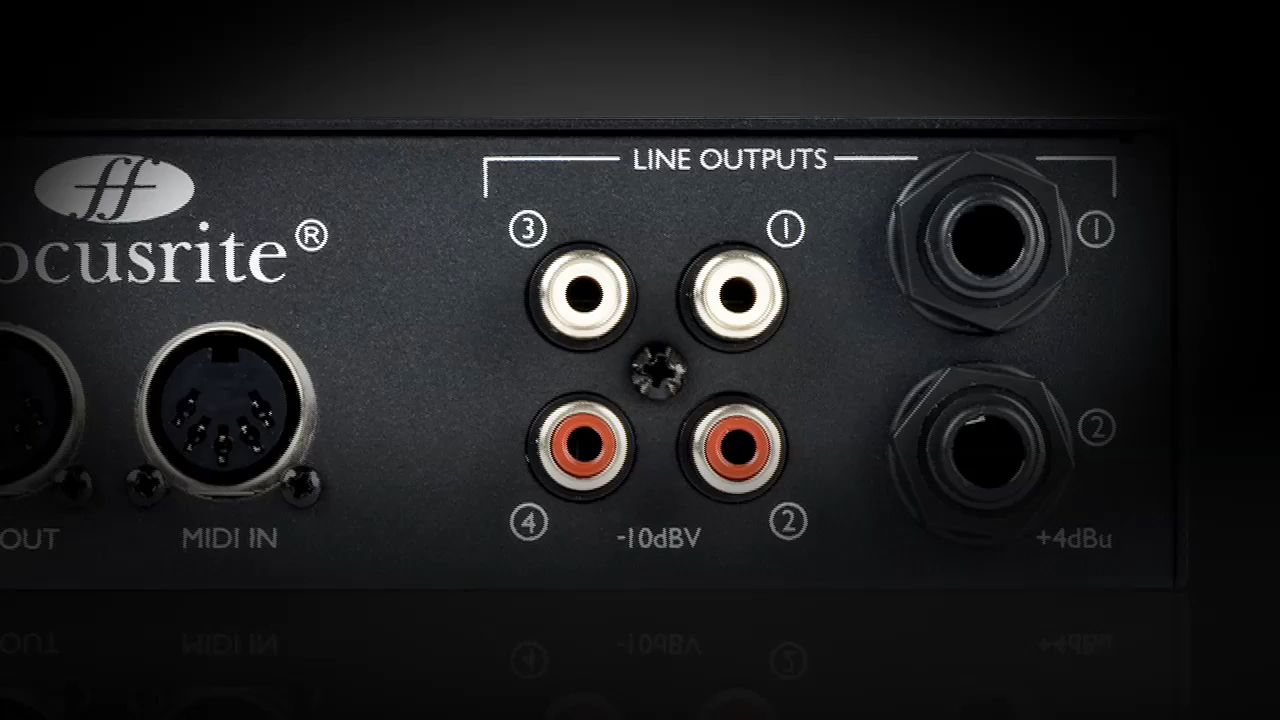 LINE OUTPUTS
ff
ocusrite®
3
1
1
2
4
2
OUT
MIDI IN
-10dBV
+4dBu